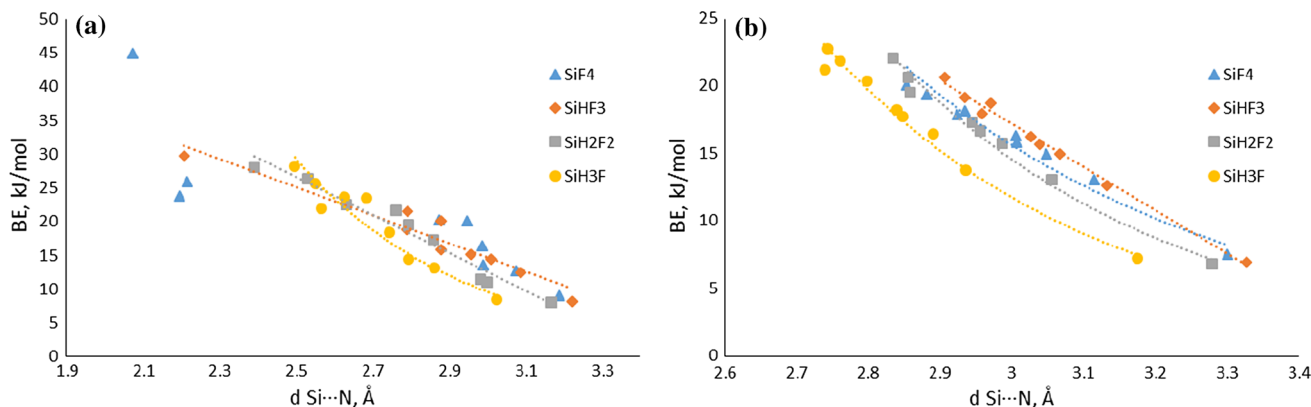 (a)
50
45
40
35
30
25
20
15
10
5
0
BE, kJ/mol
1.9 2.1 2.3 2.5 2.7 2.9 3.1 3.3
d Si···N, Å
SiF4
SiHF3
SiH2F2
SiH3F
(b)
25
20
15
10
5
0
BE, kJ/mol
2.6 2.7 2.8 2.9 3 3.1 3.2 3.3 3.4
d Si···N, Å
SiF4
SiHF3
SiH2F2
SiH3F